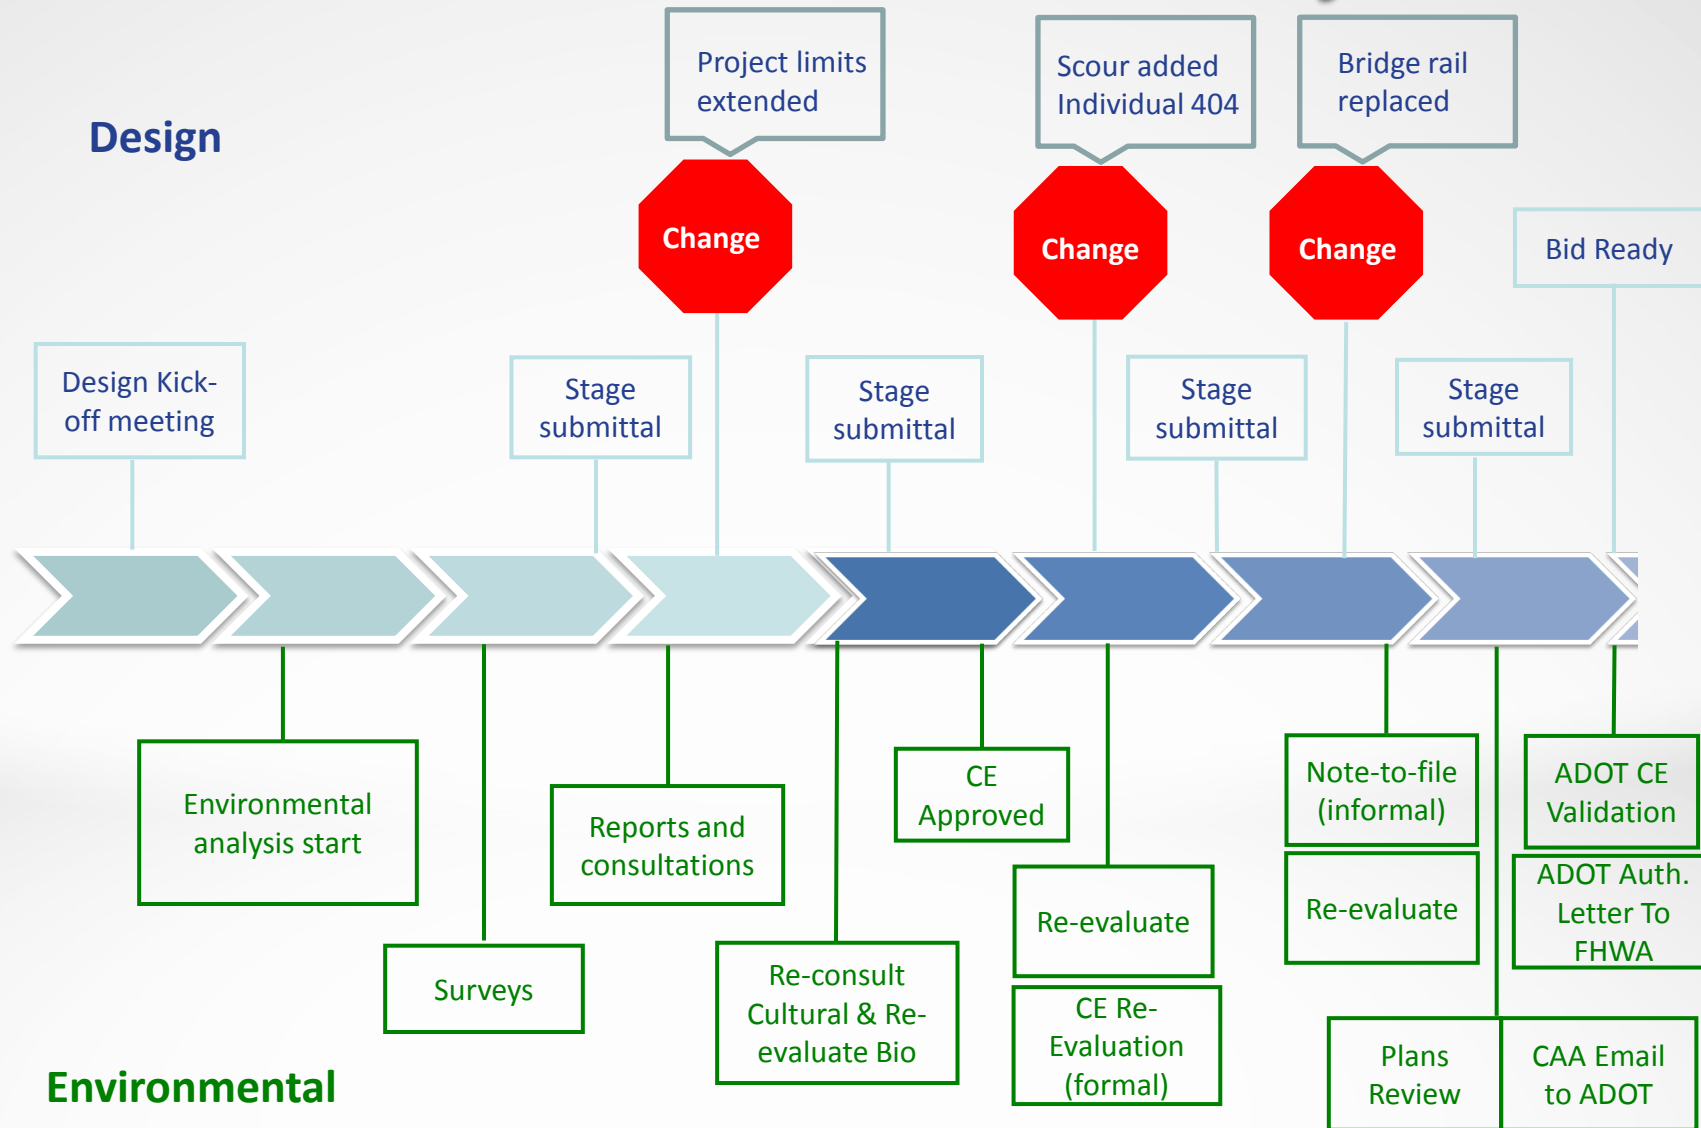 Project limits
extended
Scour added
Individual 404
Bridge rail
replaced
Design
Change
Change
Change
Bid Ready
Design Kick-
off meeting
Stage
submittal
Stage
submittal
Stage
submittal
Stage
submittal
Environmental
analysis start
Surveys
Reports and
consultations
Re-consult
Cultural & Re-
evaluate Bio
CE
Approved
Re-evaluate
CE Re-
Evaluation
(formal)
Note-to-file
(informal)
Re-evaluate
Plans
Review
CAA Email
to ADOT
ADOT CE
Validation
ADOT Auth.
Letter To
FHWA
Environmental